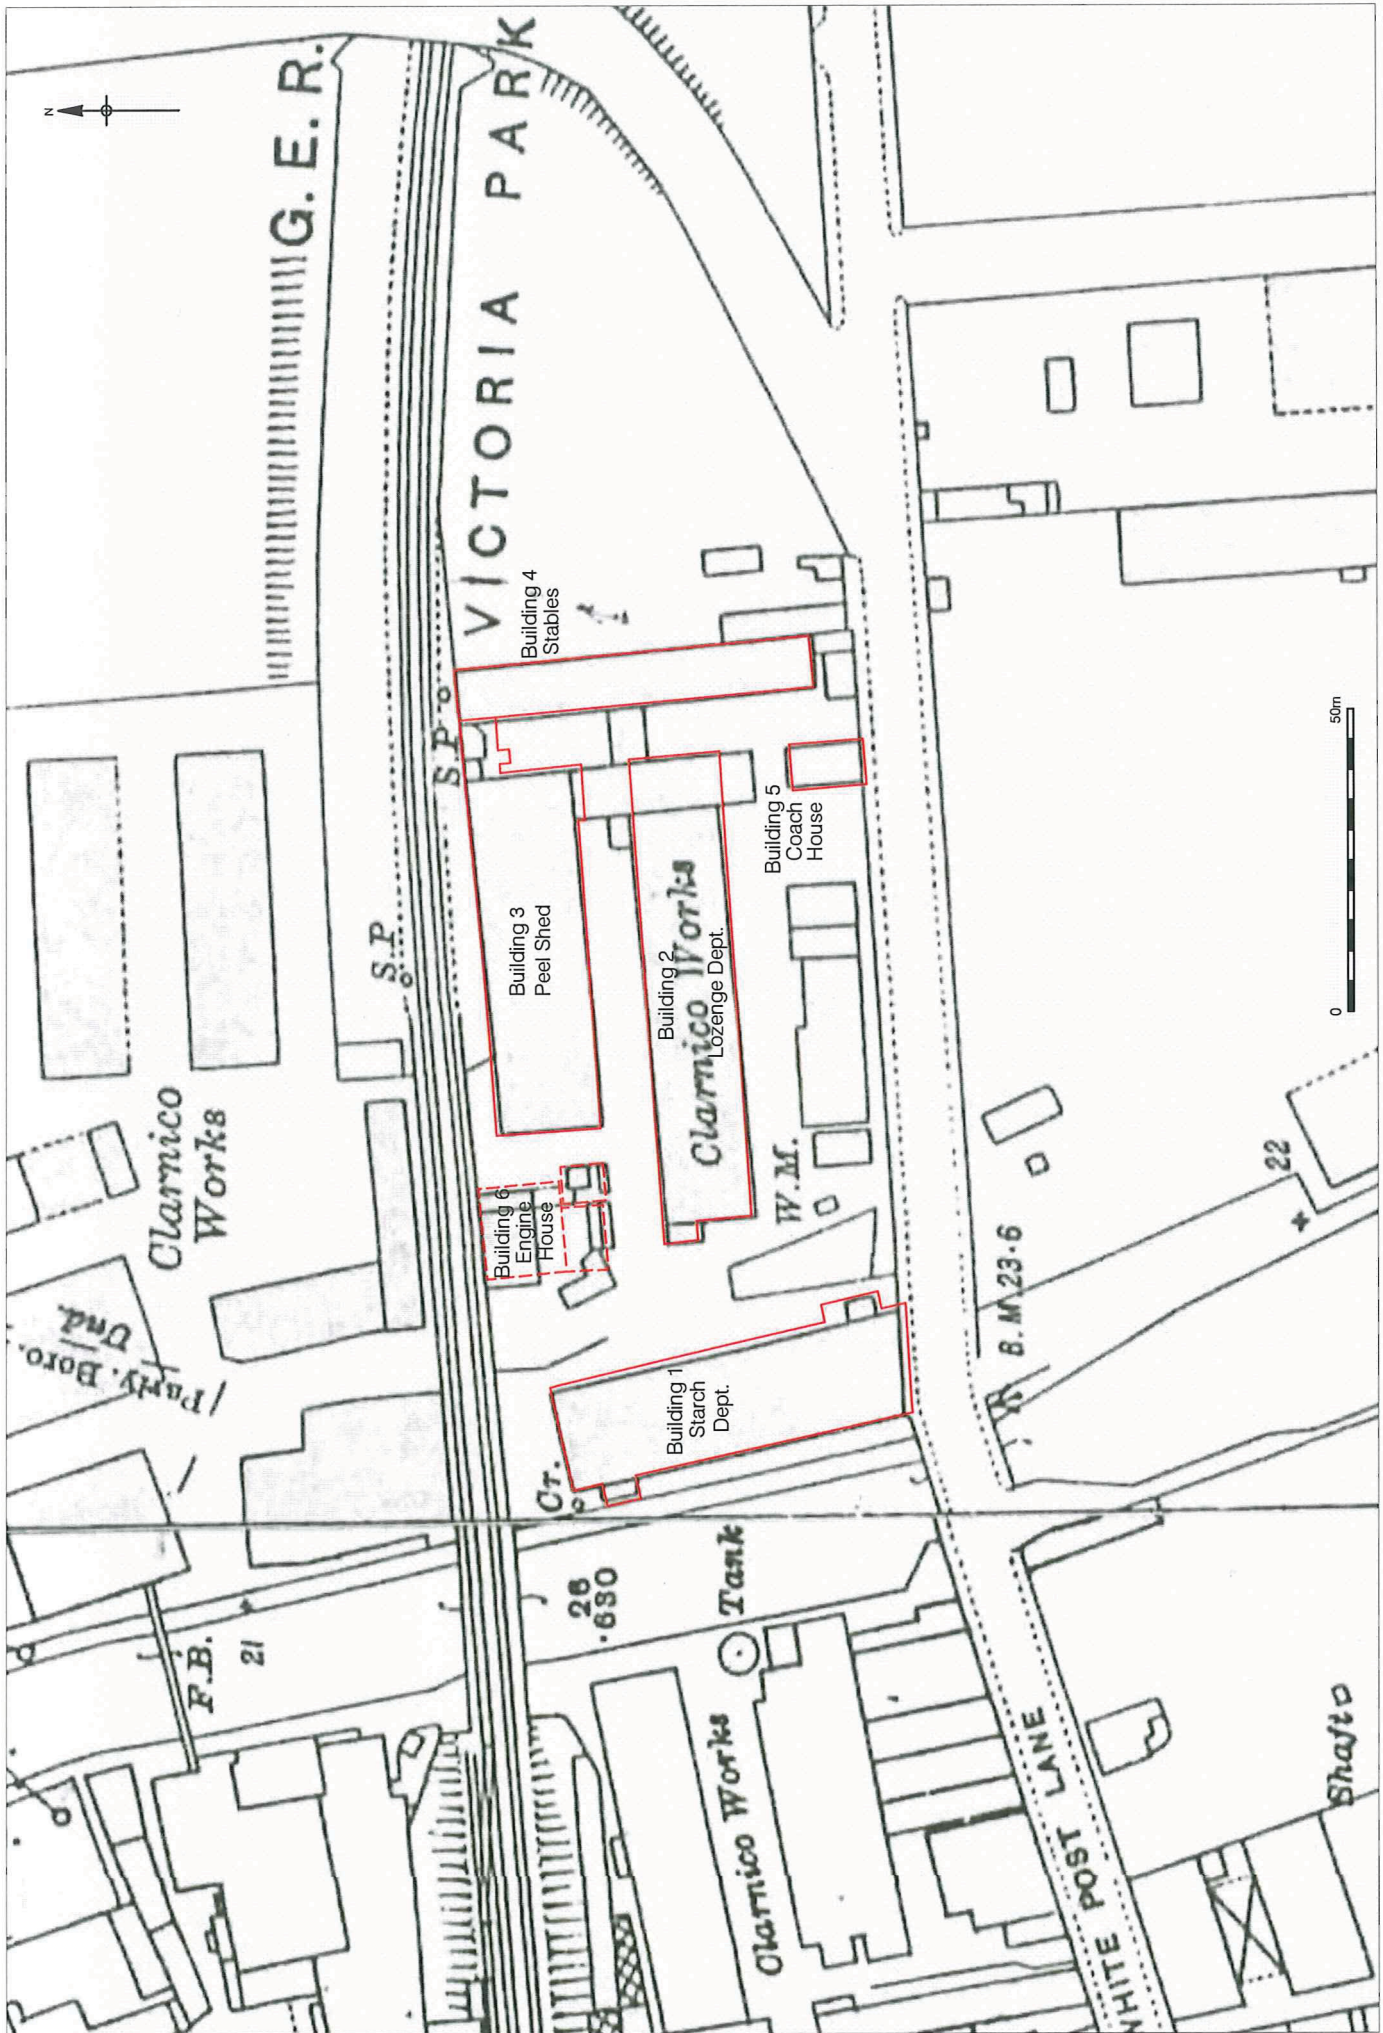 N
G. E. R.
VICTORIA PARK
Clarnico
Works
Parly. Boro.
Und.
S. P
S. P
Building 4
Stables
Building 3
Peel Shed
Building 6
Engine
House
Building 2
Lozenge Dept.
Clarnico Works
Building 5
Coach
House
W. M.
Building 1
Starch
Dept.
Cr.
F. B.
21
26
·680
Tank
Clarnico Works
WHITE POST LANE
B. M. 23·6
22
Shaft
0
50m